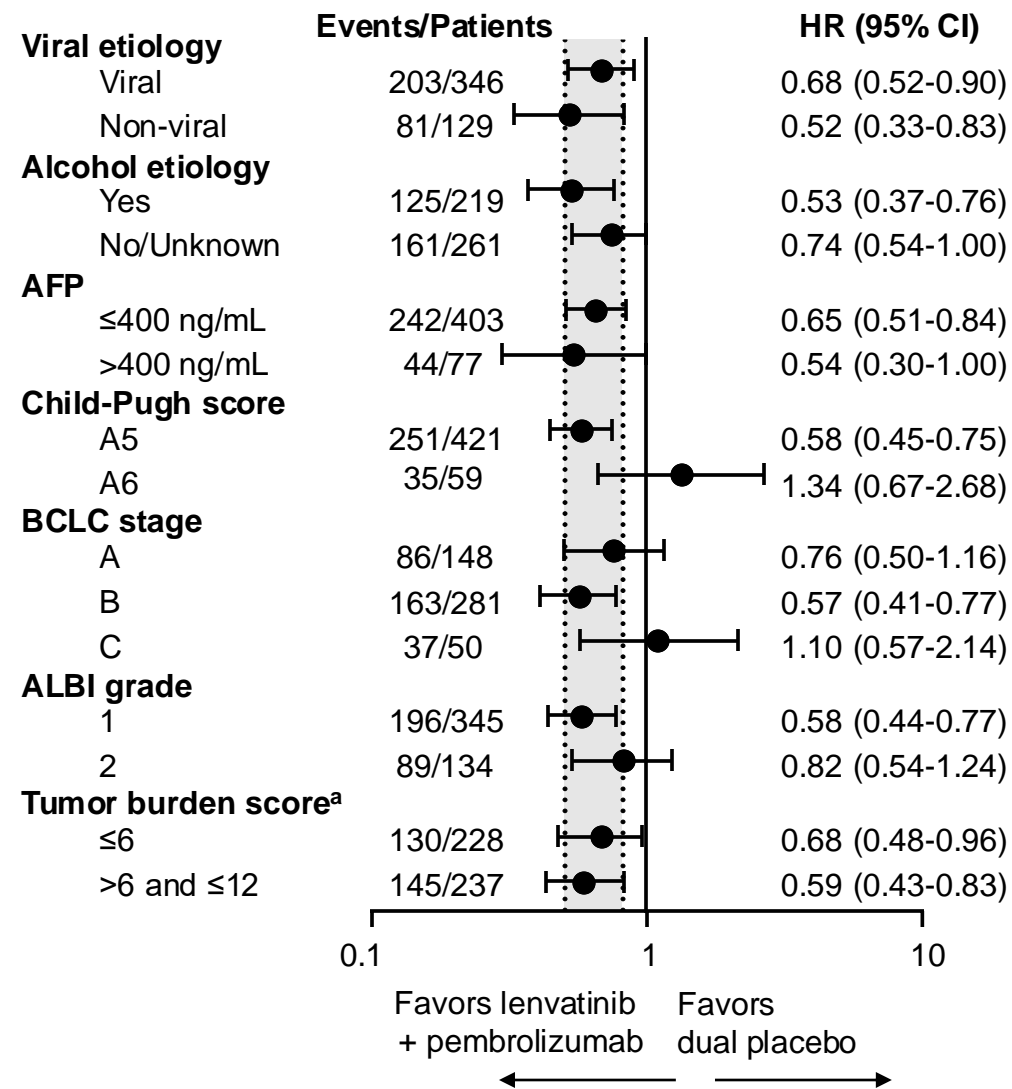 Events/Patients HR (95% CI)
Viral etiology
Viral 203/346 0.68 (0.52-0.90)
Non-viral 81/129 0.52 (0.33-0.83)
Alcohol etiology
Yes 125/219 0.53 (0.37-0.76)
No/Unknown 161/261 0.74 (0.54-1.00)
AFP
≤400 ng/mL 242/403 0.65 (0.51-0.84)
>400 ng/mL 44/77 0.54 (0.30-1.00)
Child-Pugh score
A5 251/421 0.58 (0.45-0.75)
A6 35/59 1.34 (0.67-2.68)
BCLC stage
A 86/148 0.76 (0.50-1.16)
B 163/281 0.57 (0.41-0.77)
C 37/50 1.10 (0.57-2.14)
ALBI grade
1 196/345 0.58 (0.44-0.77)
2 89/134 0.82 (0.54-1.24)
Tumor burden scoreᵃ
≤6 130/228 0.68 (0.48-0.96)
>6 and ≤12 145/237 0.59 (0.43-0.83)
0.1 1 10
Favors lenvatinib
+ pembrolizumab
Favors
dual placebo